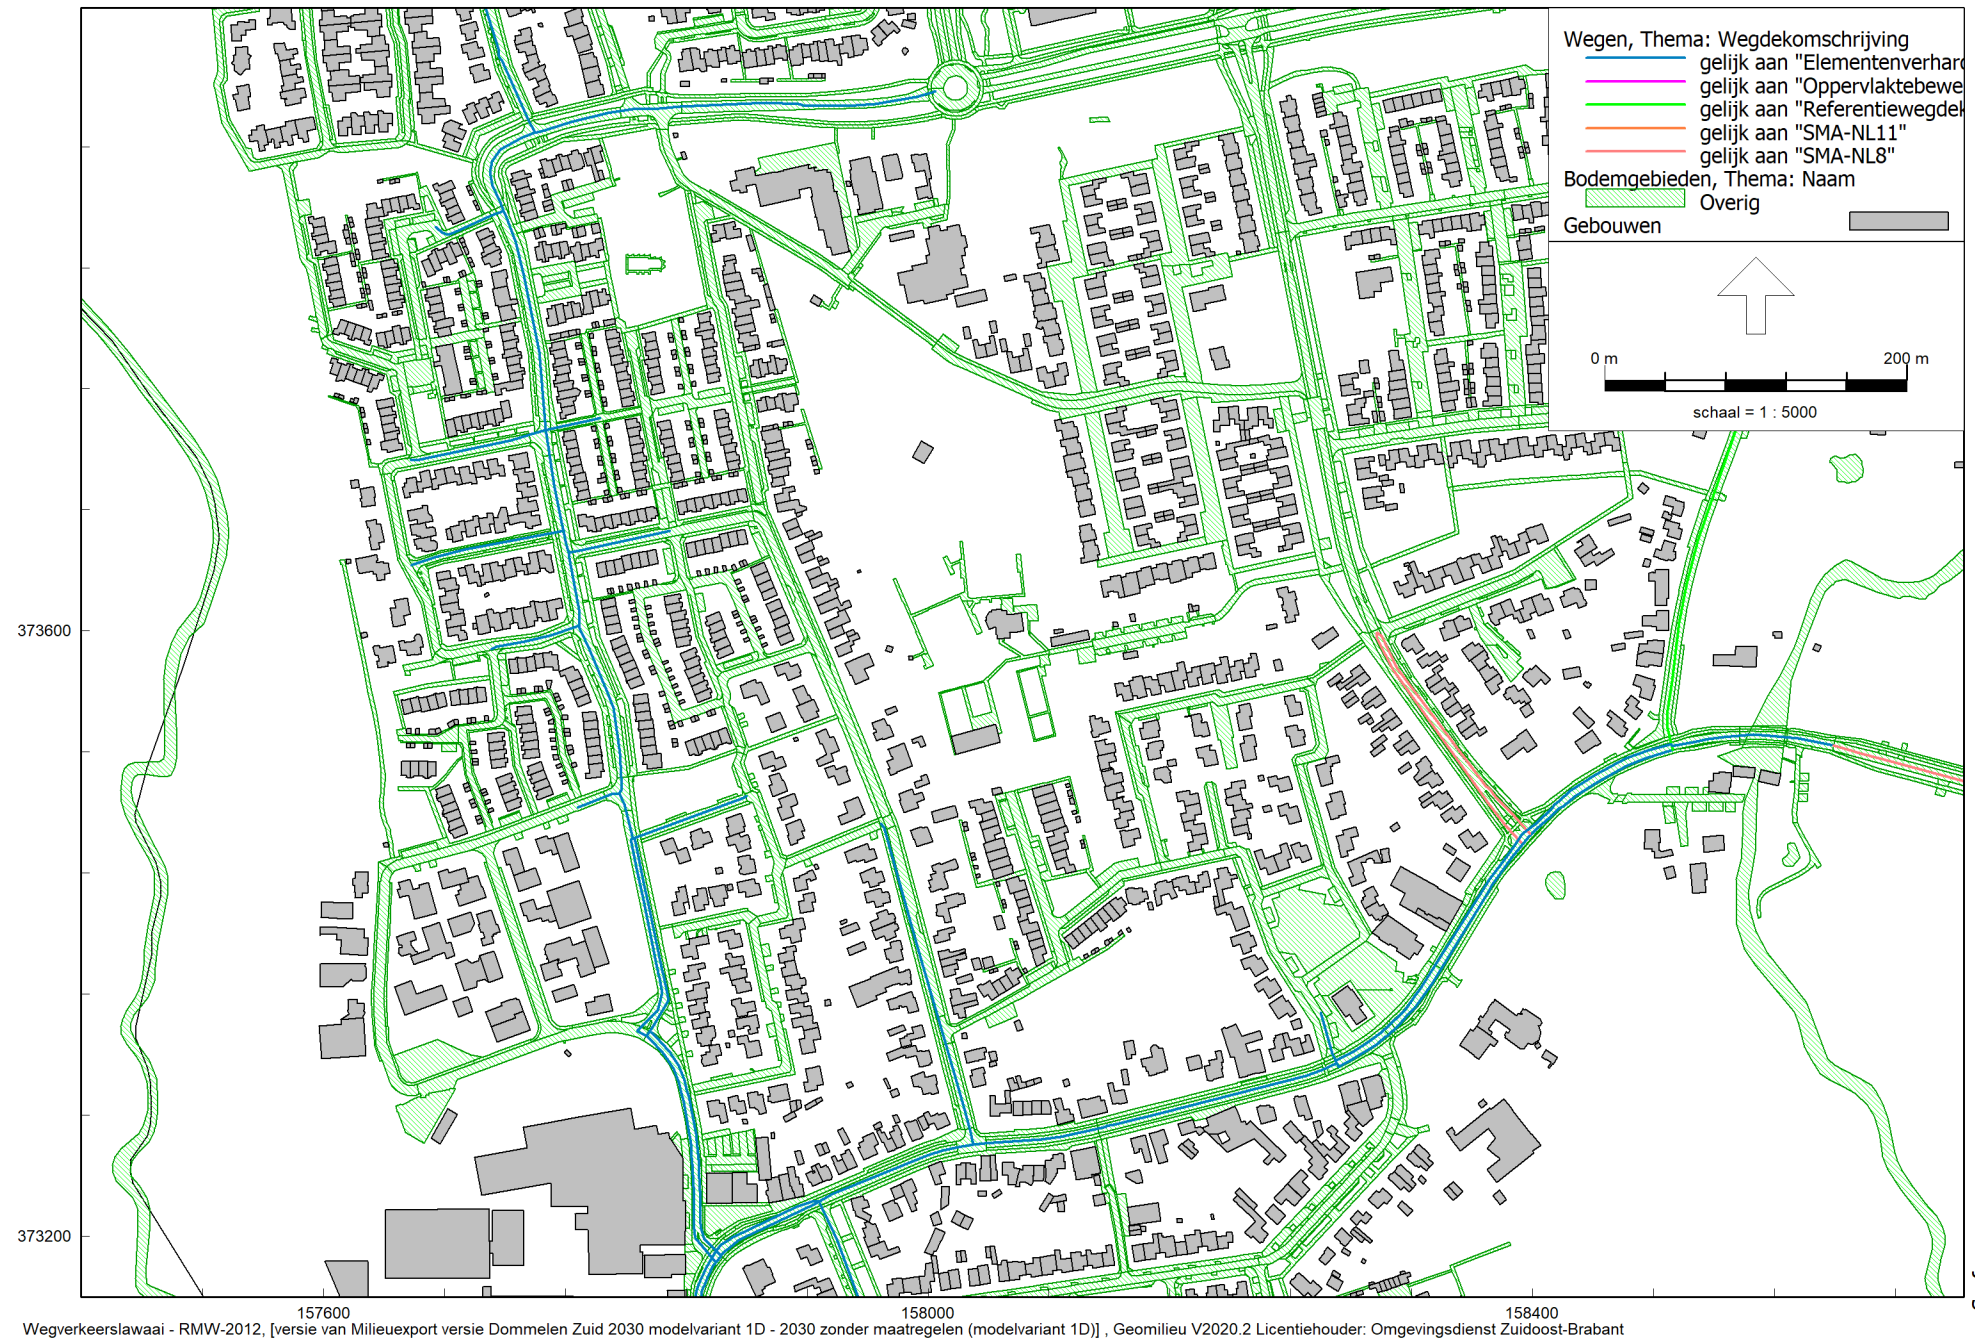 Wegen, Thema: Wegdekomschrijving
gelijk aan "Elementenverhard
gelijk aan "Oppervlaktebewe
gelijk aan "Referentiewegdek
gelijk aan "SMA-NL11"
gelijk aan "SMA-NL8"
Bodemgebieden, Thema: Naam
Overig
Gebouwen
0 m 200 m
schaal = 1 : 5000
373600
373200
157600 158000 158400
Wegverkeerslawaai - RMW-2012, [versie van Milieuexport versie Dommelen Zuid 2030 modelvariant 1D - 2030 zonder maatregelen (modelvariant 1D)] , Geomilieu V2020.2 Licentiehouder: Omgevingsdienst Zuidoost-Brabant